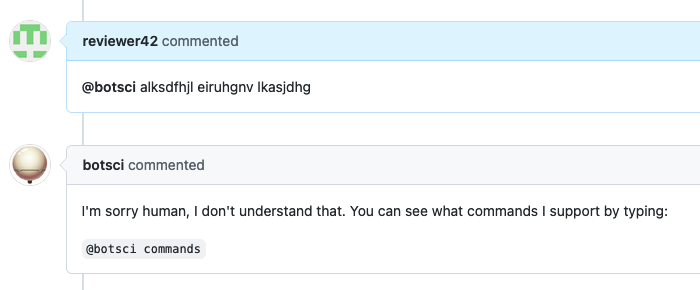 reviewer42 commented
@botsci alksdfhjl eiruhgnv lkasjdhg
botsci commented
I'm sorry human, I don't understand that. You can see what commands I support by typing:
@botsci commands